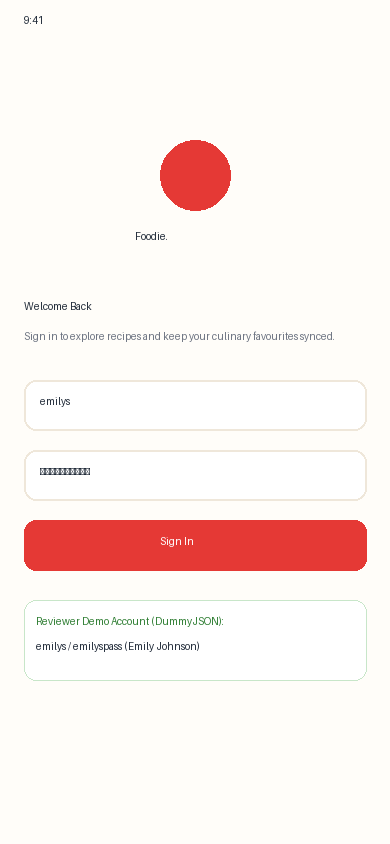 9:41
Foodie.
Welcome Back
Sign in to explore recipes and keep your culinary favourites synced.
emilys
Sign In
Reviewer Demo Account (DummyJSON):
emilys / emilyspass (Emily Johnson)